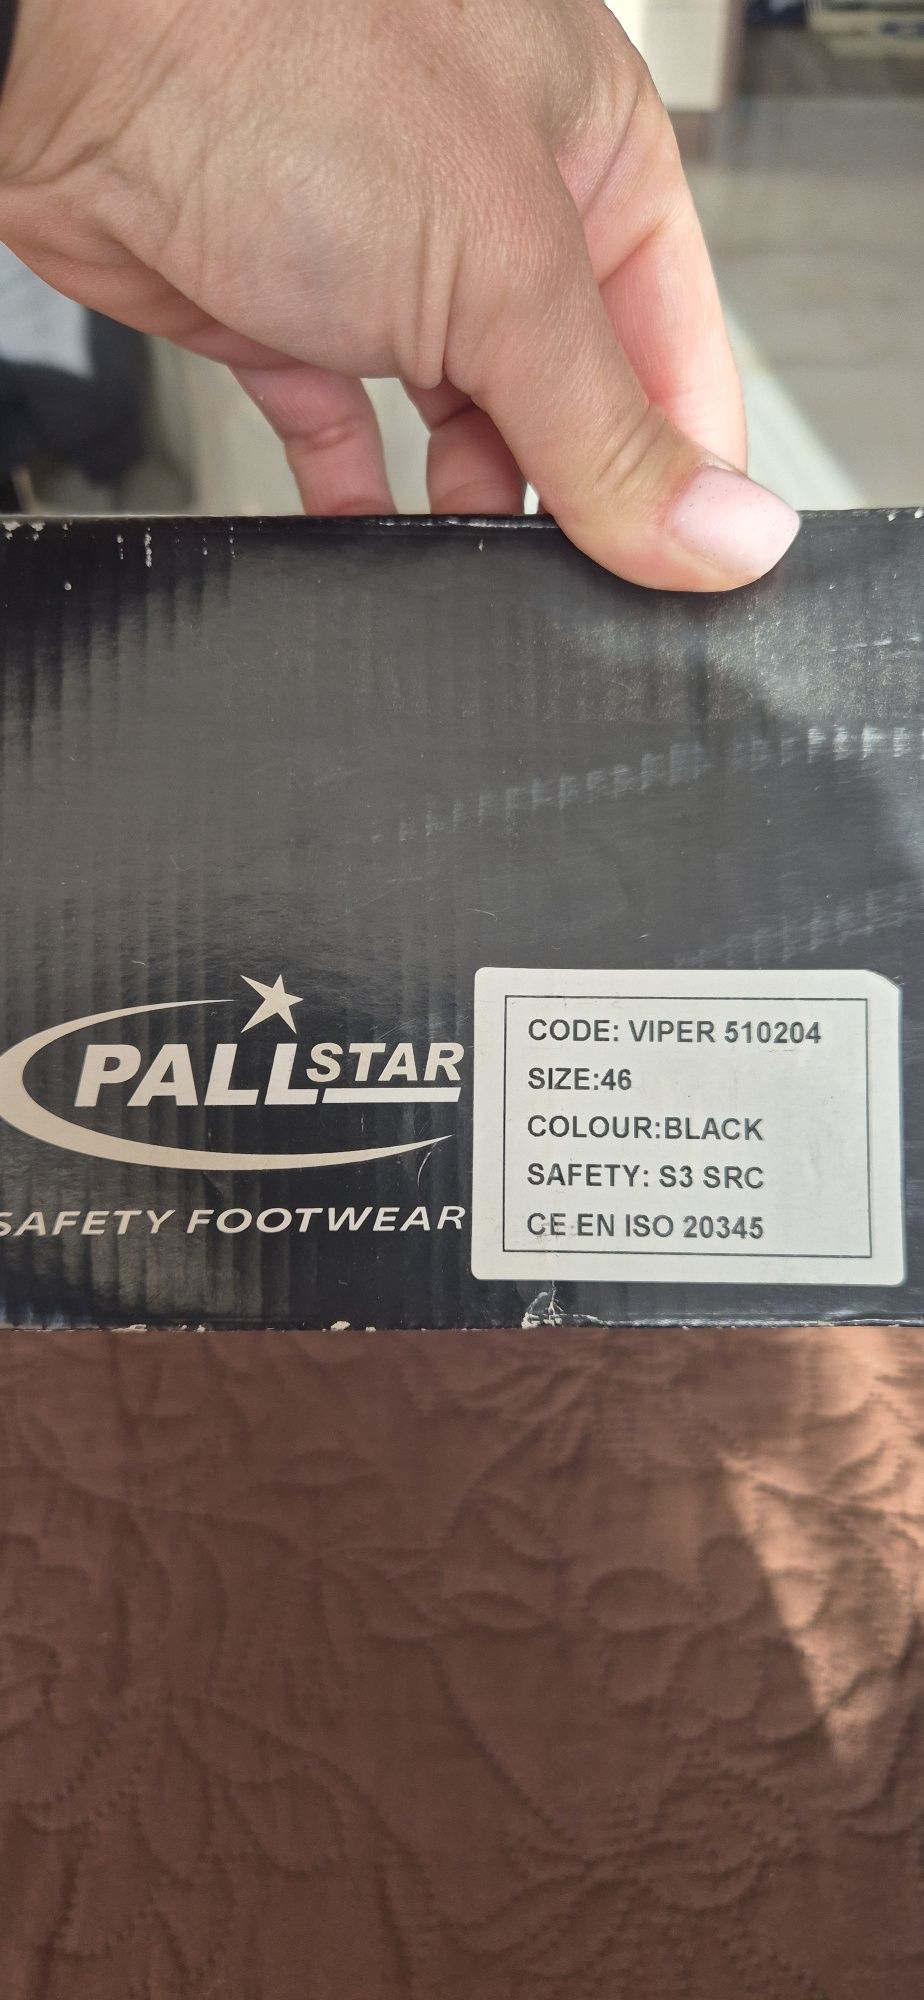 PALLSTAR
SAFETY FOOTWEAR
CODE: VIPER 510204
SIZE:46
COLOUR:BLACK
SAFETY: S3 SRC
CE EN ISO 20345